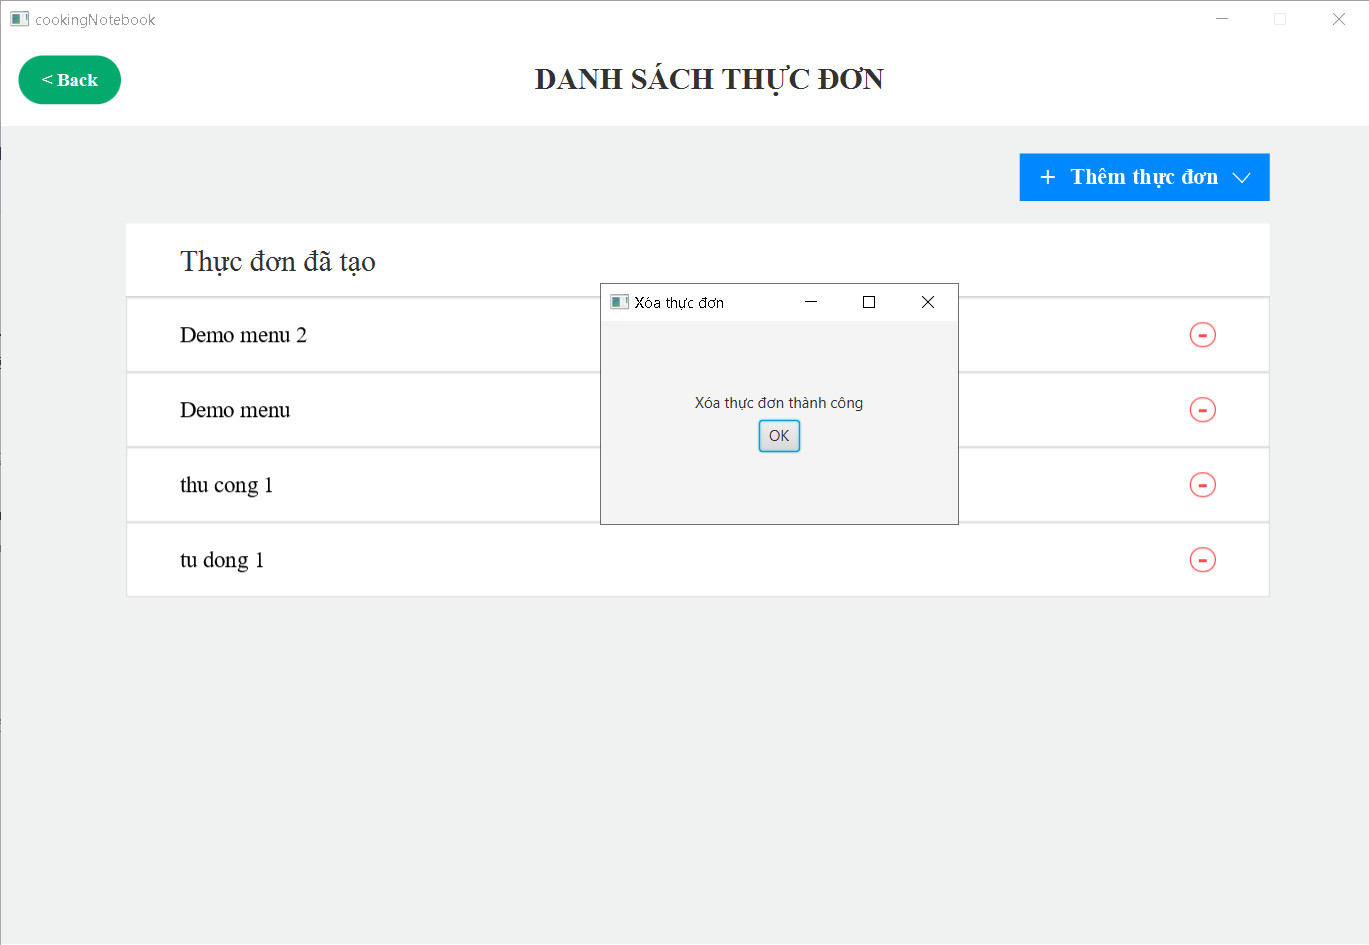 cookingNotebook
< Back
DANH SÁCH THỰC ĐƠN
+ Thêm thực đơn
Thực đơn đã tạo
Demo menu 2
Demo menu
thu cong 1
tu dong 1
Xóa thực đơn
Xóa thực đơn thành công
OK